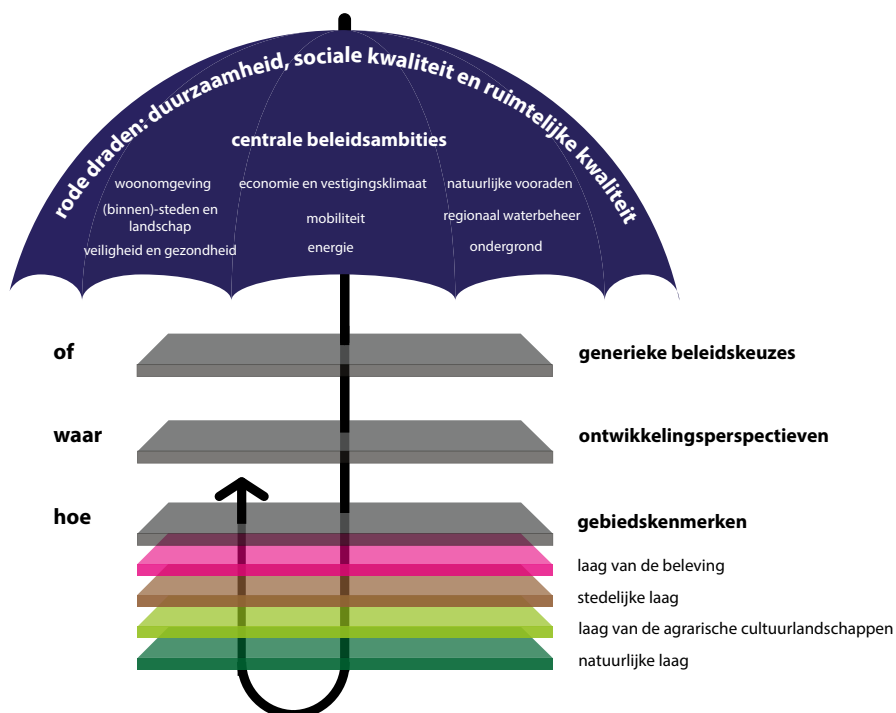 rode draden: duurzaamheid, sociale kwaliteit en ruimtelijke kwaliteit
centrale beleidsambities
woonomgeving
(binnen)-steden en
landschap
veiligheid en gezondheid
economie en vestigingsklimaat
mobiliteit
energie
natuurlijke vooraden
regionaal waterbeheer
ondergrond
of
generieke beleidskeuzes
waar
ontwikkelingsperspectieven
hoe
gebiedskenmerken
laag van de beleving
stedelijke laag
laag van de agrarische cultuurlandschappen
natuurlijke laag